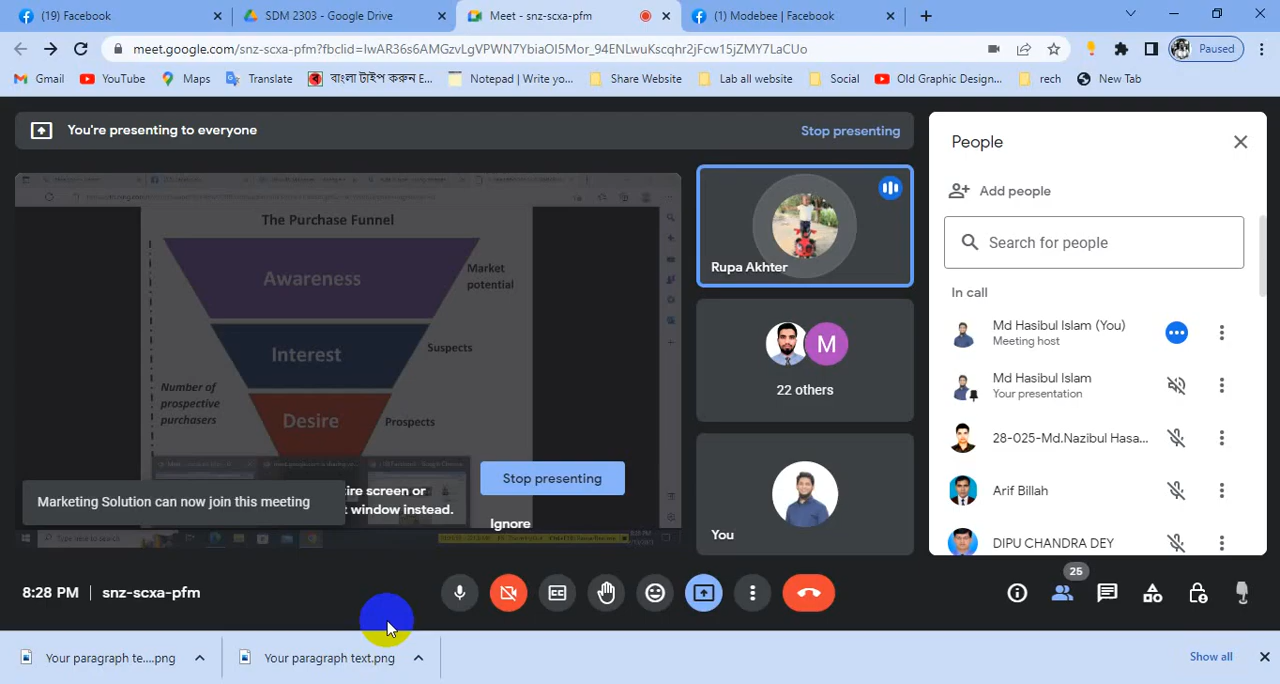 (19) Facebook
SDM 2303 - Google Drive
Meet - snz-scxa-pfm
(1) Modebee | Facebook
meet.google.com/snz-scxa-pfm?fbclid=IwAR36s6AMGzvLgVPWN7YbiaOI5Mor_94ENLwuKscqhr2jFcw15jZMY7LaCUo
Paused
Gmail
YouTube
Maps
Translate
বাংলা টাইপ করুন E...
Notepad | Write yo...
Share Website
Lab all website
Social
Old Graphic Design...
rech
New Tab
You're presenting to everyone
Stop presenting
The Purchase Funnel
Awareness
Market
potential
Interest
Suspects
Number of
prospective
purchasers
Desire
Prospects
Stop presenting
ire screen or
t window instead.
Ignore
Marketing Solution can now join this meeting
Rupa Akhter
M
22 others
You
People
Add people
Search for people
In call
Md Hasibul Islam (You)
Meeting host
Md Hasibul Islam
Your presentation
28-025-Md.Nazibul Hasa...
Arif Billah
DIPU CHANDRA DEY
8:28 PM | snz-scxa-pfm
25
Your paragraph te....png
Your paragraph text.png
Show all